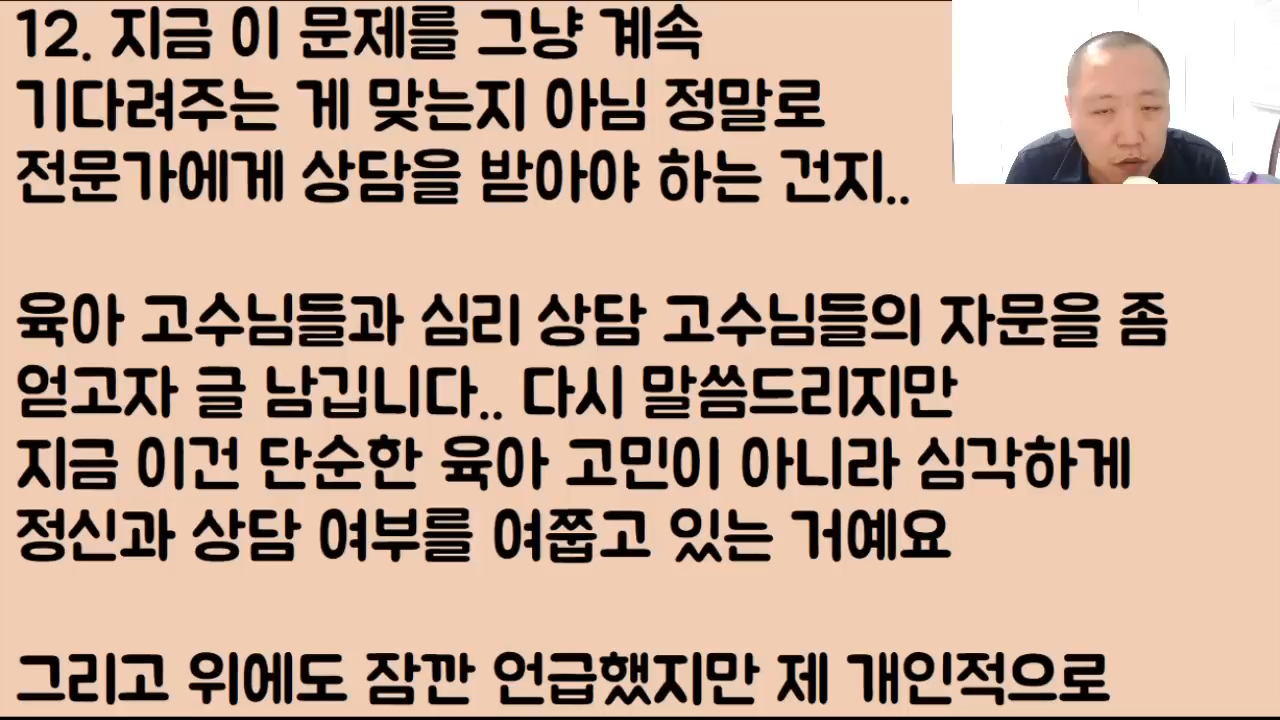 12. 지금 이 문제를 그냥 계속
기다려주는 게 맞는지 아님 정말로
전문가에게 상담을 받아야 하는 건지..
육아 고수님들과 심리 상담 고수님들의 자문을 좀
얻고자 글 남깁니다.. 다시 말씀드리지만
지금 이건 단순한 육아 고민이 아니라 심각하게
정신과 상담 여부를 여쭙고 있는 거예요
그리고 위에도 잠깐 언급했지만 제 개인적으로